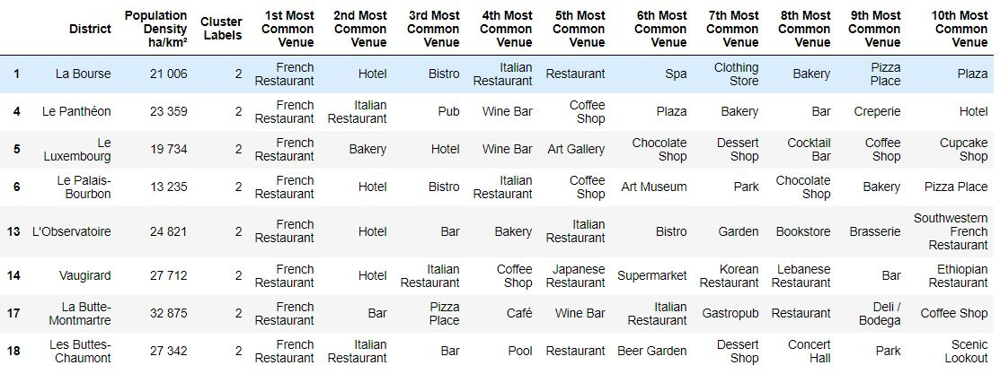 District Population Density ha/km² Cluster Labels 1st Most Common Venue 2nd Most Common Venue 3rd Most Common Venue 4th Most Common Venue 5th Most Common Venue 6th Most Common Venue 7th Most Common Venue 8th Most Common Venue 9th Most Common Venue 10th Most Common Venue
1 La Bourse 21 006 2 French Restaurant Hotel Bistro Italian Restaurant Restaurant Spa Clothing Store Bakery Pizza Place Plaza
4 Le Panthéon 23 359 2 French Restaurant Italian Restaurant Pub Wine Bar Coffee Shop Plaza Bakery Bar Creperie Hotel
5 Le Luxembourg 19 734 2 French Restaurant Bakery Hotel Wine Bar Art Gallery Chocolate Shop Dessert Shop Cocktail Bar Coffee Shop Cupcake Shop
6 Le Palais-Bourbon 13 235 2 French Restaurant Hotel Bistro Italian Restaurant Coffee Shop Art Museum Park Chocolate Shop Bakery Pizza Place
13 L'Observatoire 24 821 2 French Restaurant Hotel Bar Bakery Italian Restaurant Bistro Garden Bookstore Brasserie Southwestern French Restaurant
14 Vaugirard 27 712 2 French Restaurant Hotel Italian Restaurant Coffee Shop Japanese Restaurant Supermarket Korean Restaurant Lebanese Restaurant Bar Ethiopian Restaurant
17 La Butte-Montmartre 32 875 2 French Restaurant Bar Pizza Place Café Wine Bar Italian Restaurant Gastropub Restaurant Deli / Bodega Coffee Shop
18 Les Buttes-Chaumont 27 342 2 French Restaurant Italian Restaurant Bar Pool Restaurant Beer Garden Dessert Shop Concert Hall Park Scenic Lookout